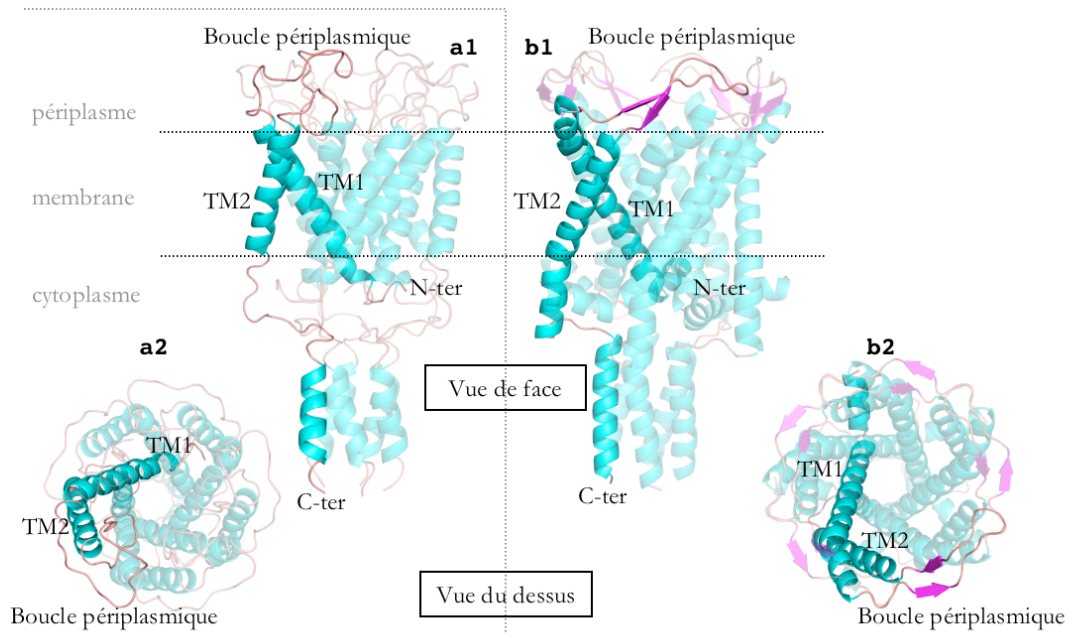 Boucle périplasmique
a1
b1
Boucle périplasmique
périplasme
membrane
TM2
TM1
TM2
TM1
cytoplasme
N-ter
N-ter
a2
b2
Vue de face
TM1
TM1
C-ter
C-ter
TM2
TM2
Vue du dessus
Boucle périplasmique
Boucle périplasmique